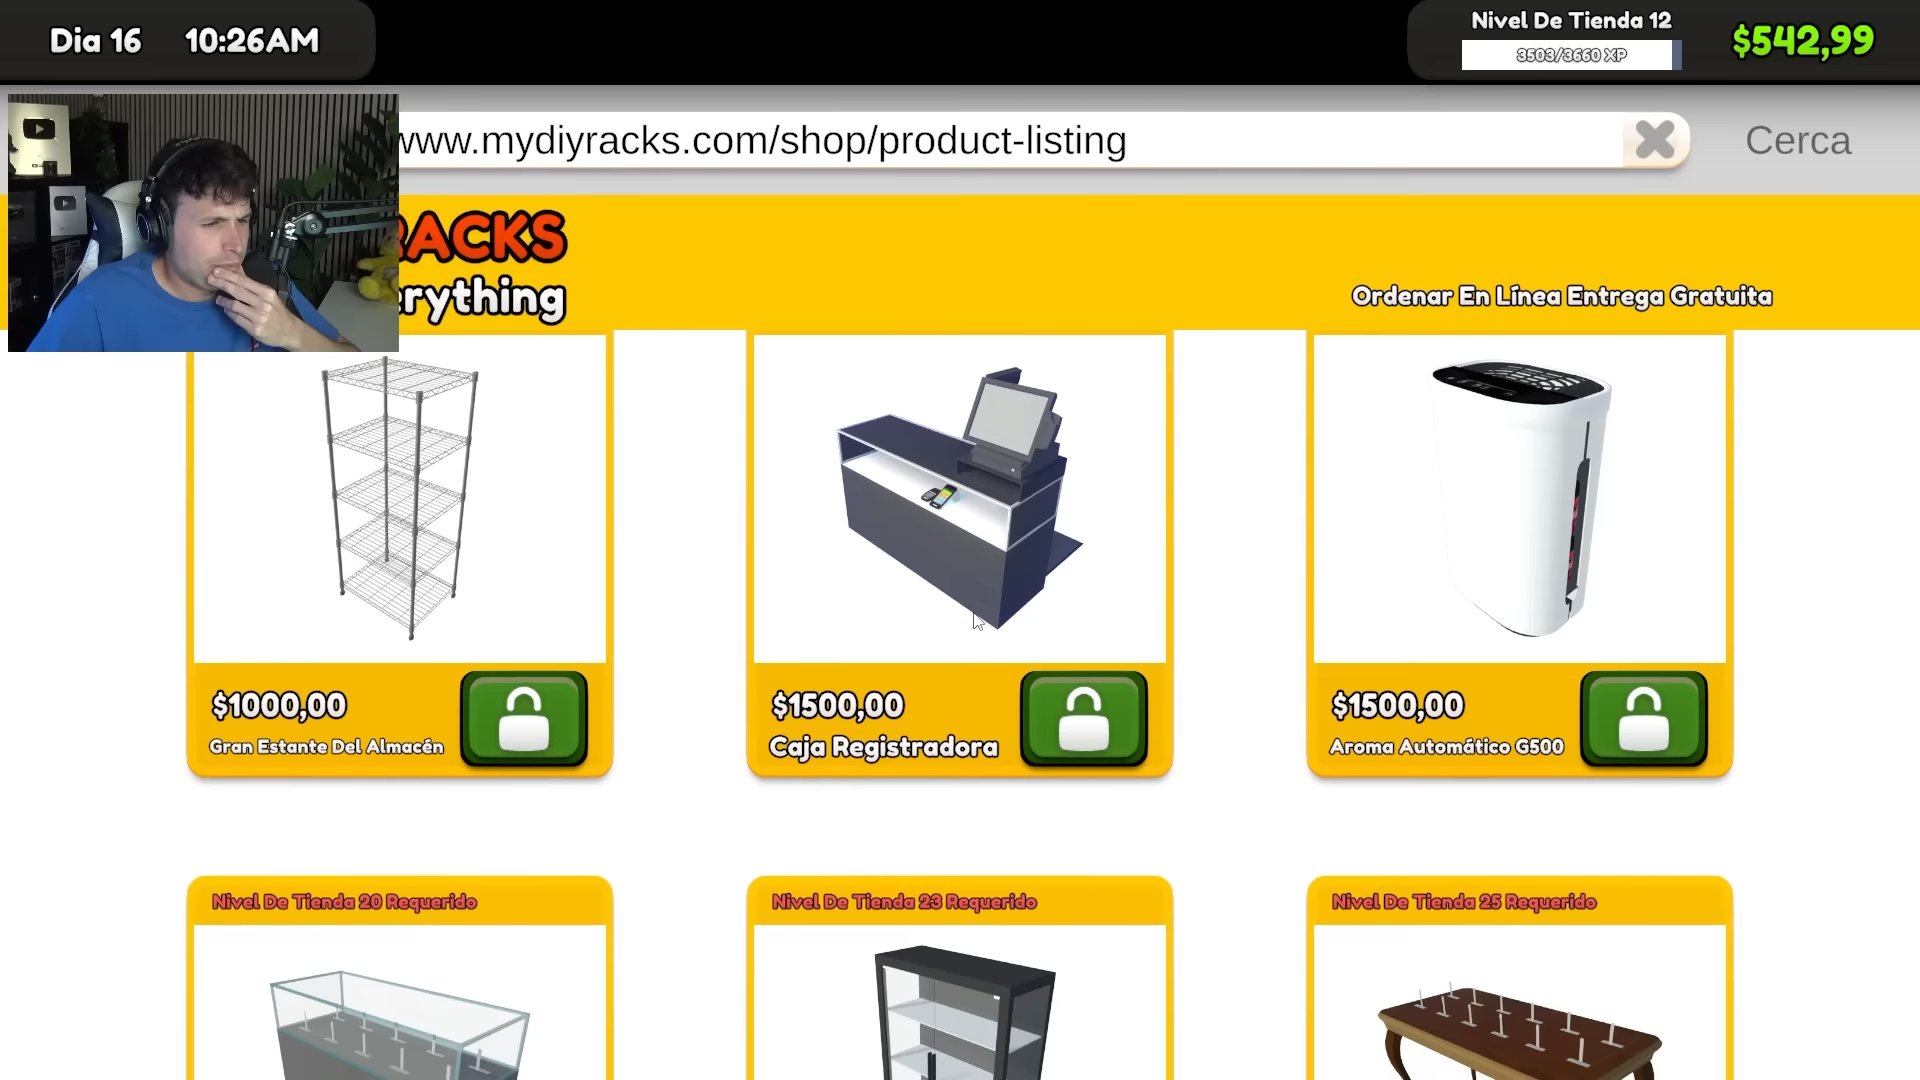 Dia 16 10:26AM
Nivel De Tienda 12
3503/3660 XP
$542,99
www.mydiyracks.com/shop/product-listing
Cerca
RACKS
erything
Ordenar En Línea Entrega Gratuita
$1000,00
Gran Estante Del Almacén
$1500,00
Caja Registradora
$1500,00
Aroma Automático G500
Nivel De Tienda 20 Requerido
Nivel De Tienda 23 Requerido
Nivel De Tienda 25 Requerido